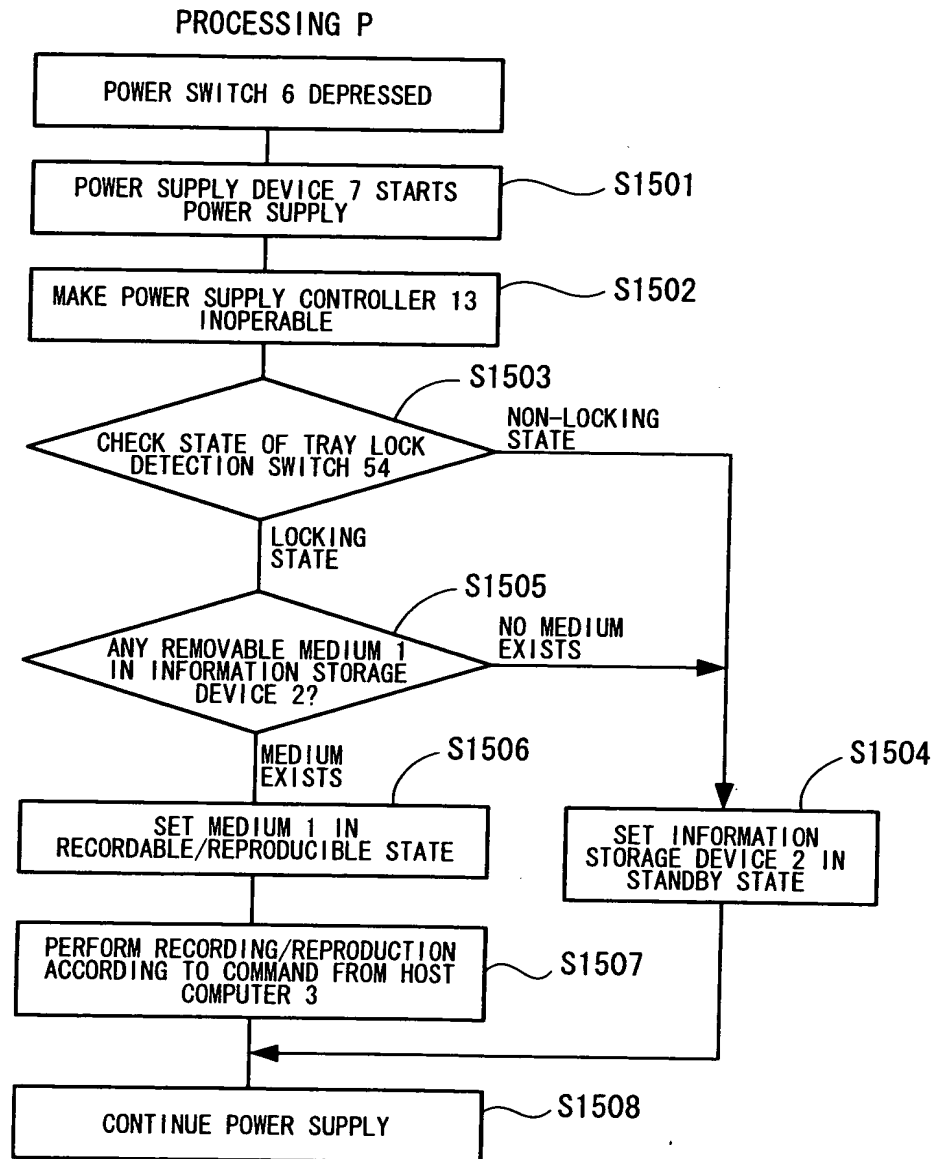 PROCESSING P
POWER SWITCH 6 DEPRESSED
POWER SUPPLY DEVICE 7 STARTS
POWER SUPPLY
S1501
MAKE POWER SUPPLY CONTROLLER 13
INOPERABLE
S1502
S1503
CHECK STATE OF TRAY LOCK
DETECTION SWITCH 54
NON-LOCKING
STATE
LOCKING
STATE
S1505
ANY REMOVABLE MEDIUM 1
IN INFORMATION STORAGE
DEVICE 2?
NO MEDIUM
EXISTS
MEDIUM
EXISTS
S1506
SET MEDIUM 1 IN
RECORDABLE/REPRODUCIBLE STATE
S1504
SET INFORMATION
STORAGE DEVICE 2 IN
STANDBY STATE
PERFORM RECORDING/REPRODUCTION
ACCORDING TO COMMAND FROM HOST
COMPUTER 3
S1507
CONTINUE POWER SUPPLY
S1508